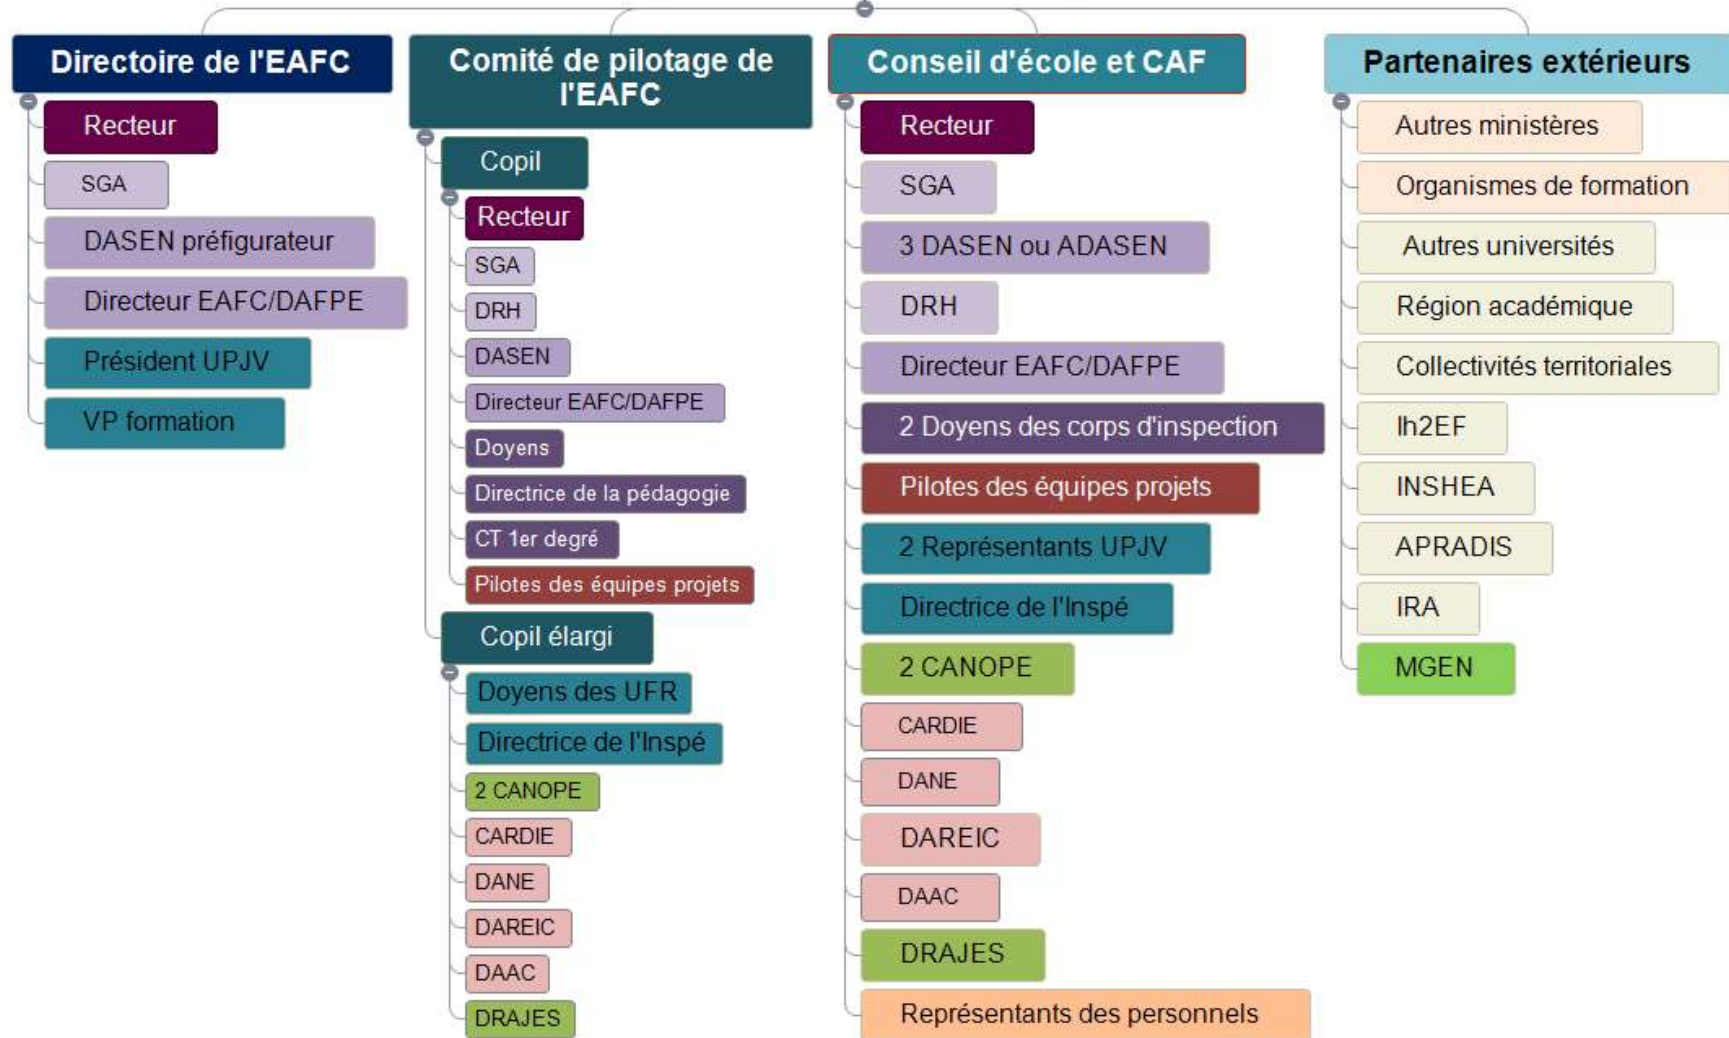 Directoire de l'EAFC
Recteur
SGA
DASEN préfigurateur
Directeur EAFC/DAFPE
Président UPJV
VP formation
Comité de pilotage de
l'EAFC
Copil
Recteur
SGA
DRH
DASEN
Directeur EAFC/DAFPE
Doyens
Directrice de la pédagogie
CT 1er degré
Pilotes des équipes projets
Copil élargi
Doyens des UFR
Directrice de l'Inspé
2 CANOPE
CARDIE
DANE
DAREIC
DAAC
DRAJES
Conseil d'école et CAF
Recteur
SGA
3 DASEN ou ADASEN
DRH
Directeur EAFC/DAFPE
2 Doyens des corps d'inspection
Pilotes des équipes projets
2 Représentants UPJV
Directrice de l'Inspé
2 CANOPE
CARDIE
DANE
DAREIC
DAAC
DRAJES
Représentants des personnels
Partenaires extérieurs
Autres ministères
Organismes de formation
Autres universités
Région académique
Collectivités territoriales
Ih2EF
INSHEA
APRADIS
IRA
MGEN